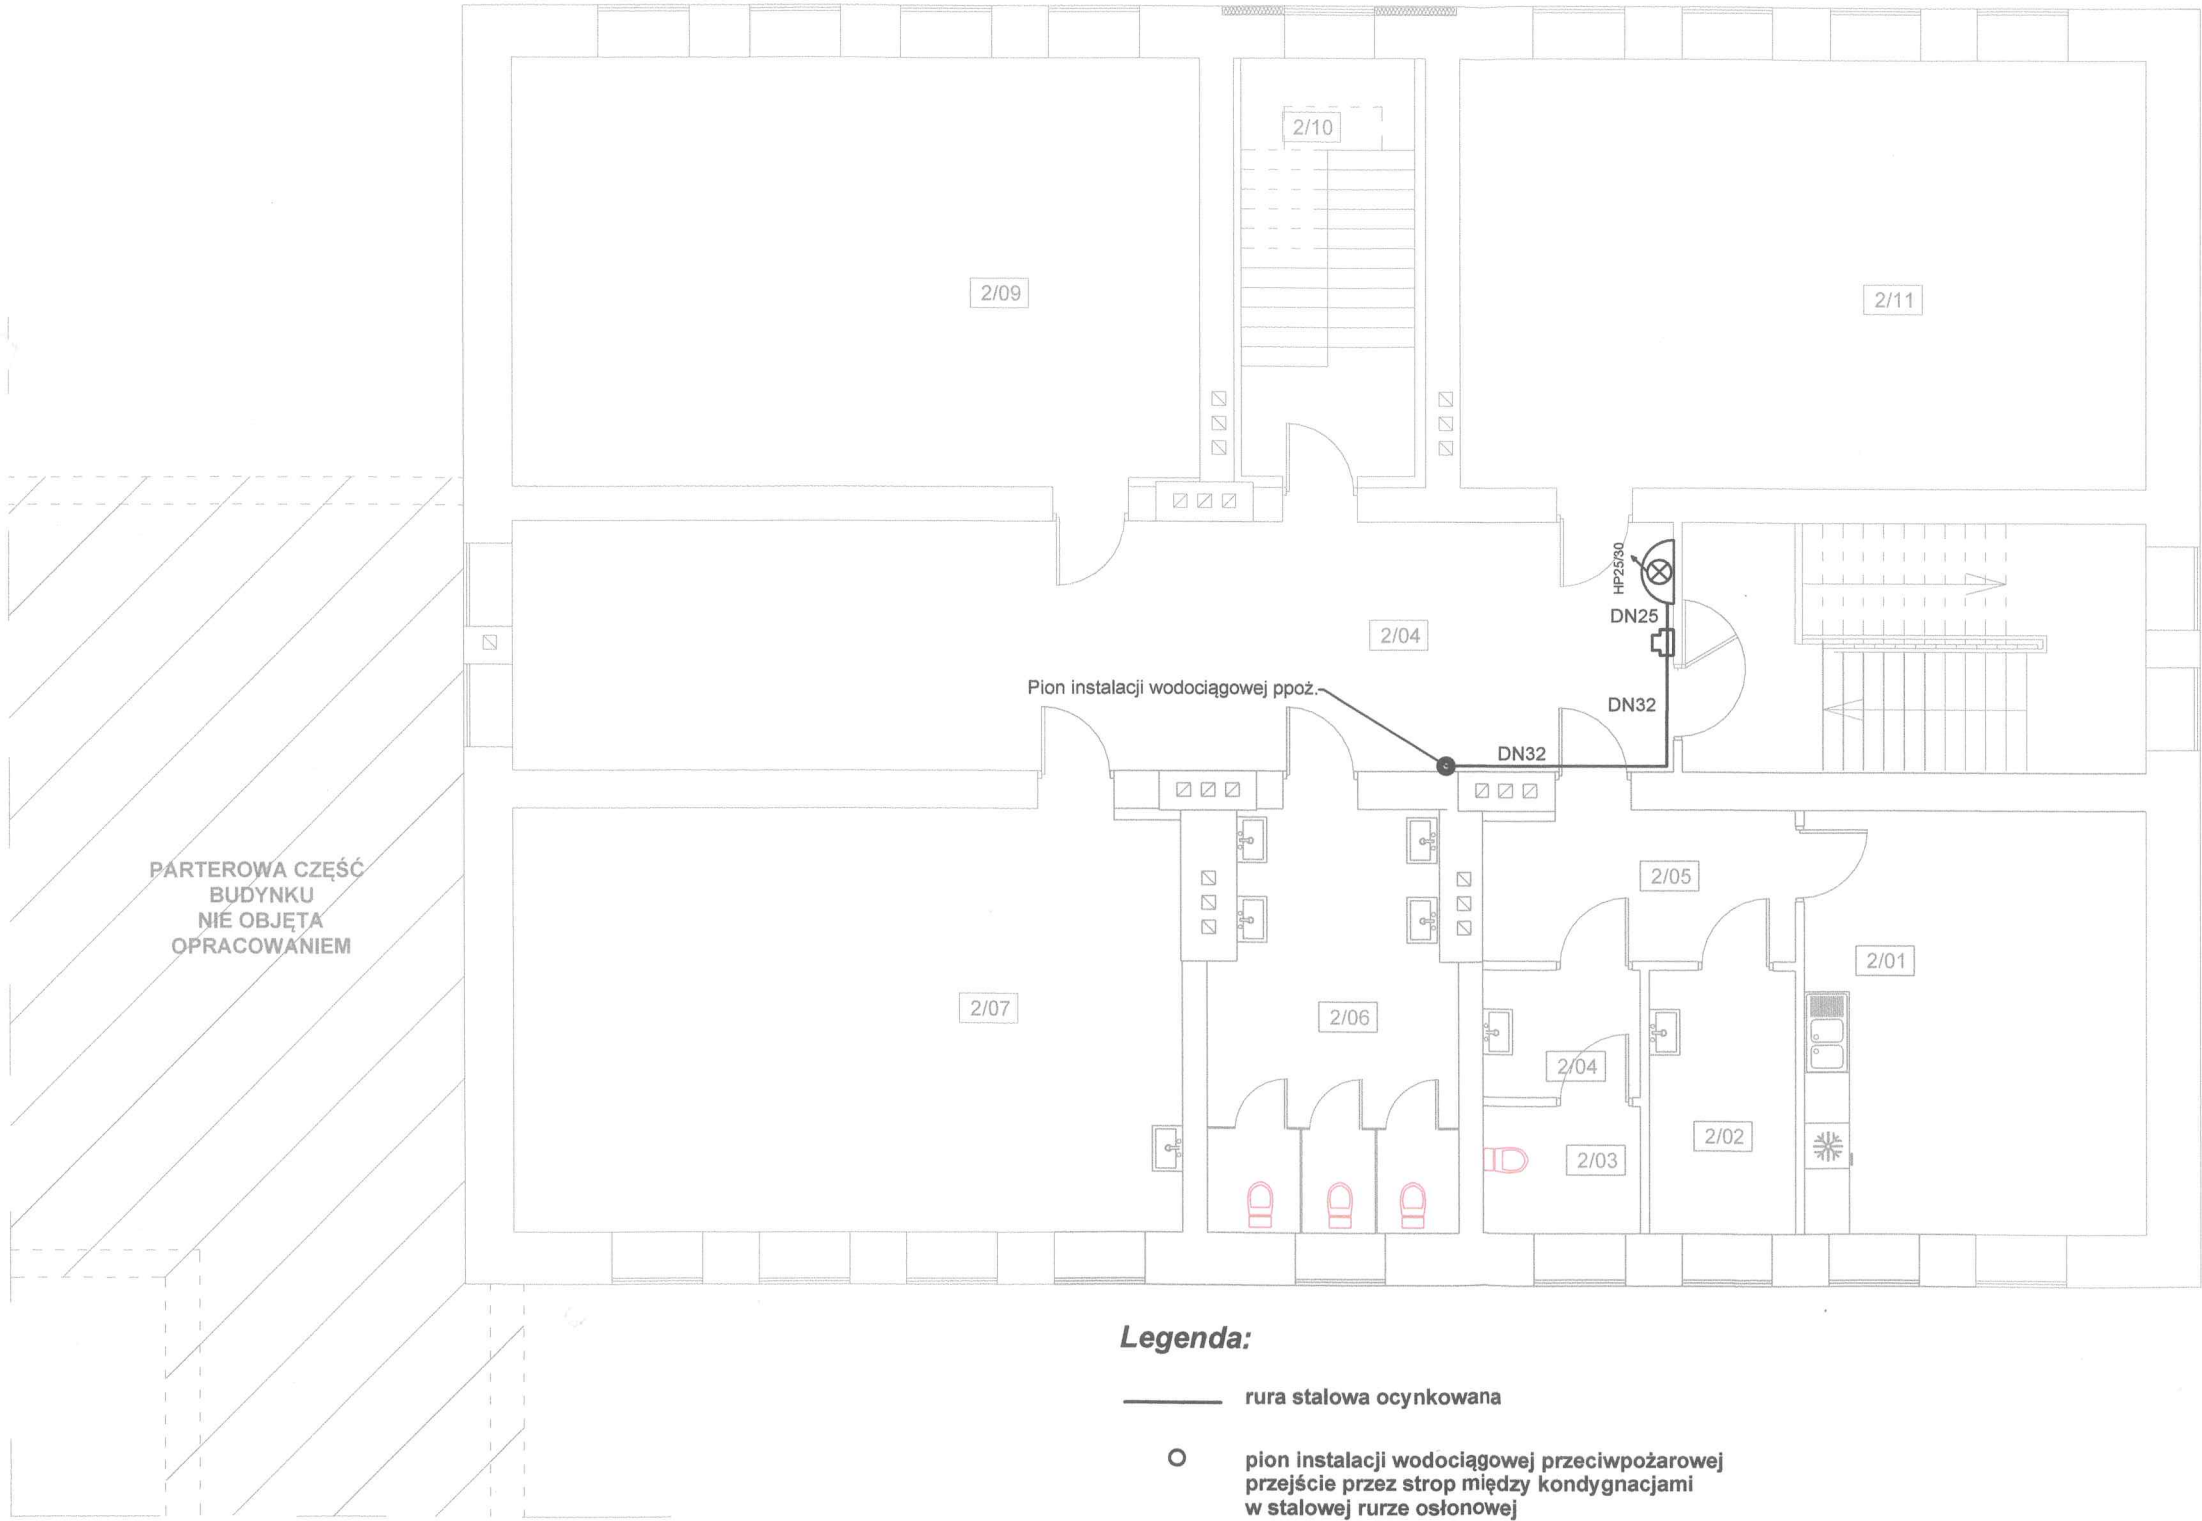 2/10
2/09
2/11
HP25/30
DN25
2/04
Pion instalacji wodociągowej ppoż.
DN32
DN32
PARTEROWA CZĘŚĆ
BUDYNKU
NIE OBJĘTA
OPRACOWANIEM
2/05
2/01
2/07
2/06
2/04
2/02
2/03
Legenda:
rura stalowa ocynkowana
pion instalacji wodociągowej przeciwpożarowej
przejście przez strop między kondygnacjami
w stalowej rurze osłonowej